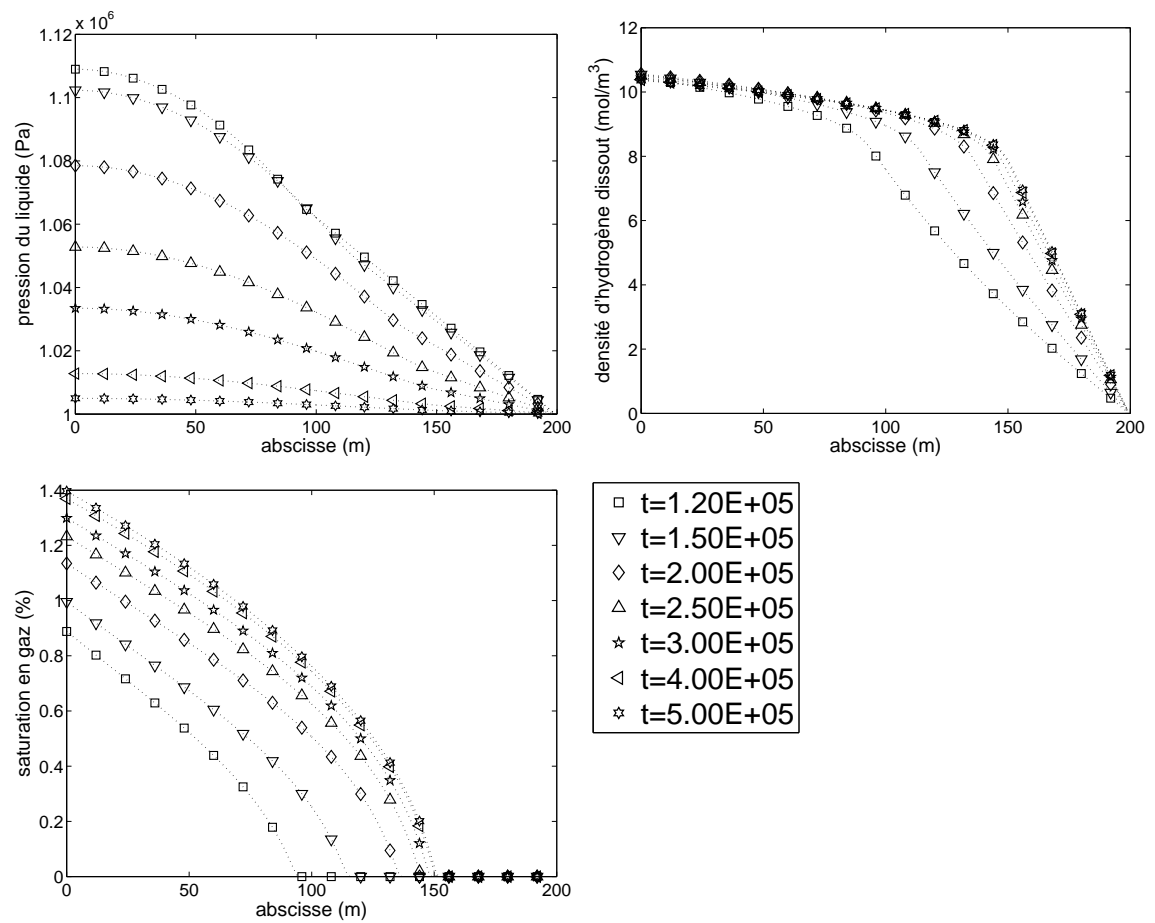 x 10⁶
1.12
1.1
1.08
1.06
1.04
1.02
1
0
50
100
150
200
pression du liquide (Pa)
abscisse (m)
12
10
8
6
4
2
0
0
50
100
150
200
densité d'hydrogène dissout (mol/m³)
abscisse (m)
1.4
1.2
1
0.8
0.6
0.4
0.2
0
0
50
100
150
200
saturation en gaz (%)
abscisse (m)
t=1.20E+05
t=1.50E+05
t=2.00E+05
t=2.50E+05
t=3.00E+05
t=4.00E+05
t=5.00E+05